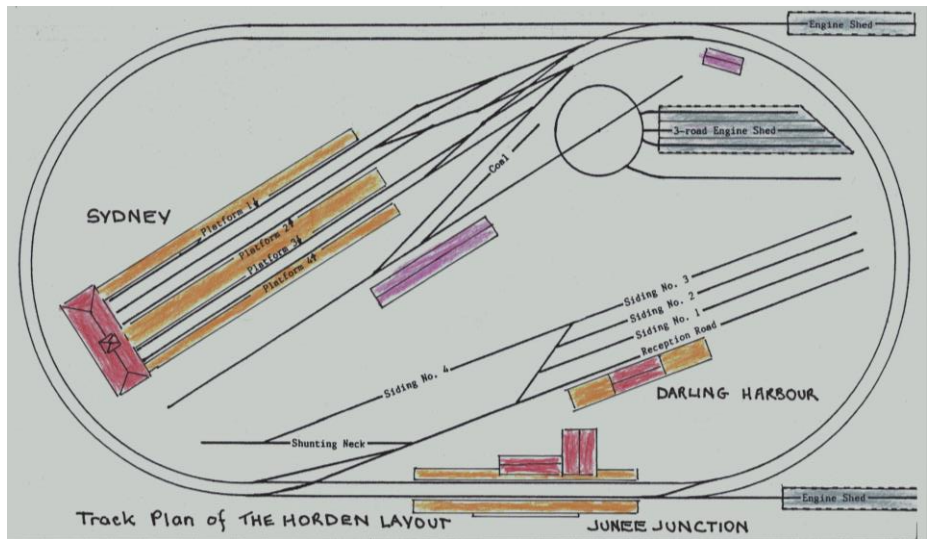 Engine Shed
3-road Engine Shed
Coal
SYDNEY
Platform 1
Platform 2
Platform 3
Platform 4
Siding No. 3
Siding No. 2
Siding No. 1
Reception Road
Siding No. 4
DARLING HARBOUR
Shunting Neck
Engine Shed
Track Plan of THE HORDEN LAYOUT
JUNEE JUNCTION